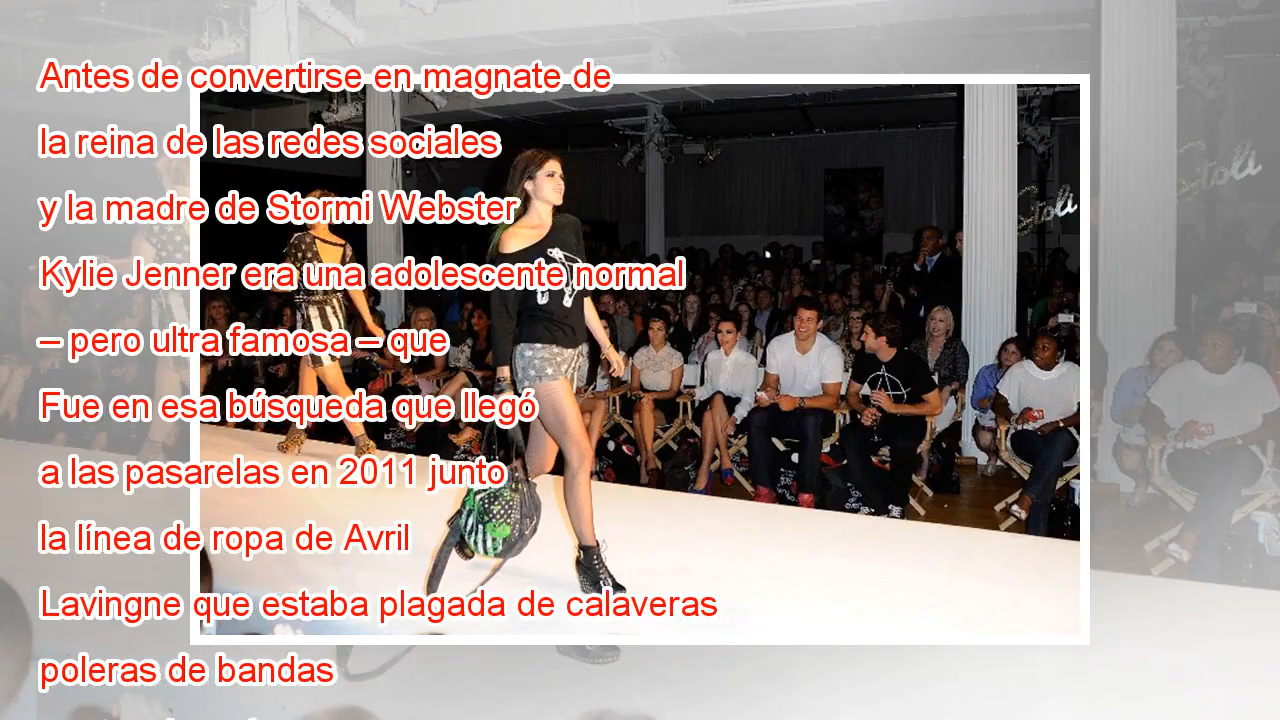 Antes de convertirse en magnate de
la reina de las redes sociales
y la madre de Stormi Webster
Kylie Jenner era una adolescente normal
– pero ultra famosa – que
Fue en esa búsqueda que llegó
a las pasarelas en 2011 junto
la línea de ropa de Avril
Lavingne que estaba plagada de calaveras
poleras de bandas